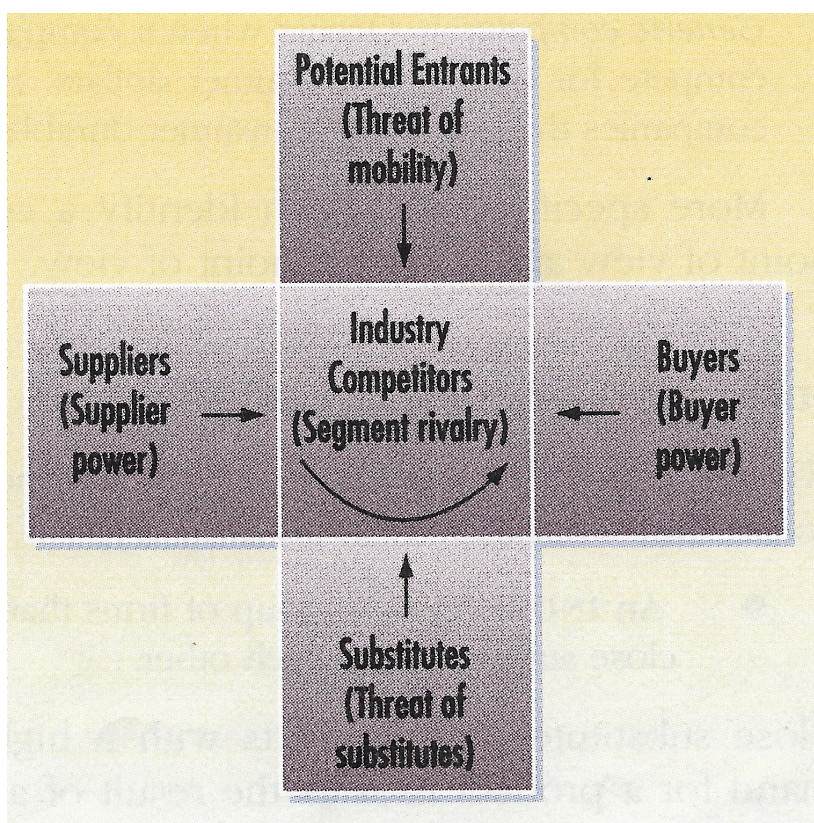 Potential Entrants
(Threat of
mobility)
Suppliers
(Supplier
power)
Industry
Competitors
(Segment rivalry)
Buyers
(Buyer
power)
Substitutes
(Threat of
substitutes)